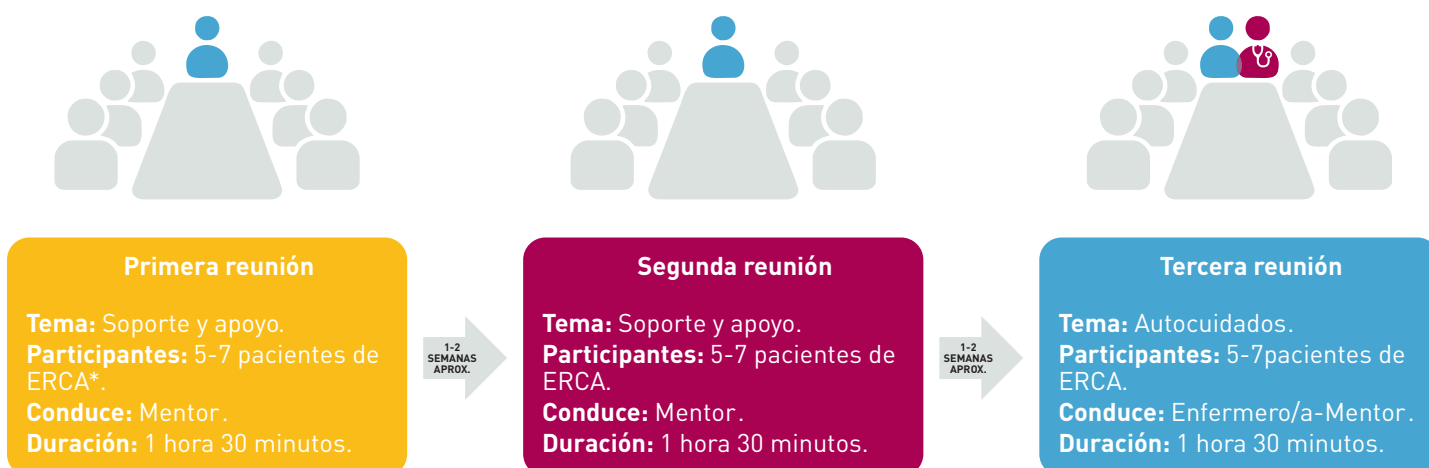 Primera reunión
Tema: Soporte y apoyo.
Participantes: 5-7 pacientes de
ERCA*.
Conduce: Mentor.
Duración: 1 hora 30 minutos.
1-2
SEMANAS
APROX.
Segunda reunión
Tema: Soporte y apoyo.
Participantes: 5-7 pacientes de
ERCA.
Conduce: Mentor.
Duración: 1 hora 30 minutos.
1-2
SEMANAS
APROX.
Tercera reunión
Tema: Autocuidados.
Participantes: 5-7pacientes de
ERCA.
Conduce: Enfermero/a-Mentor.
Duración: 1 hora 30 minutos.